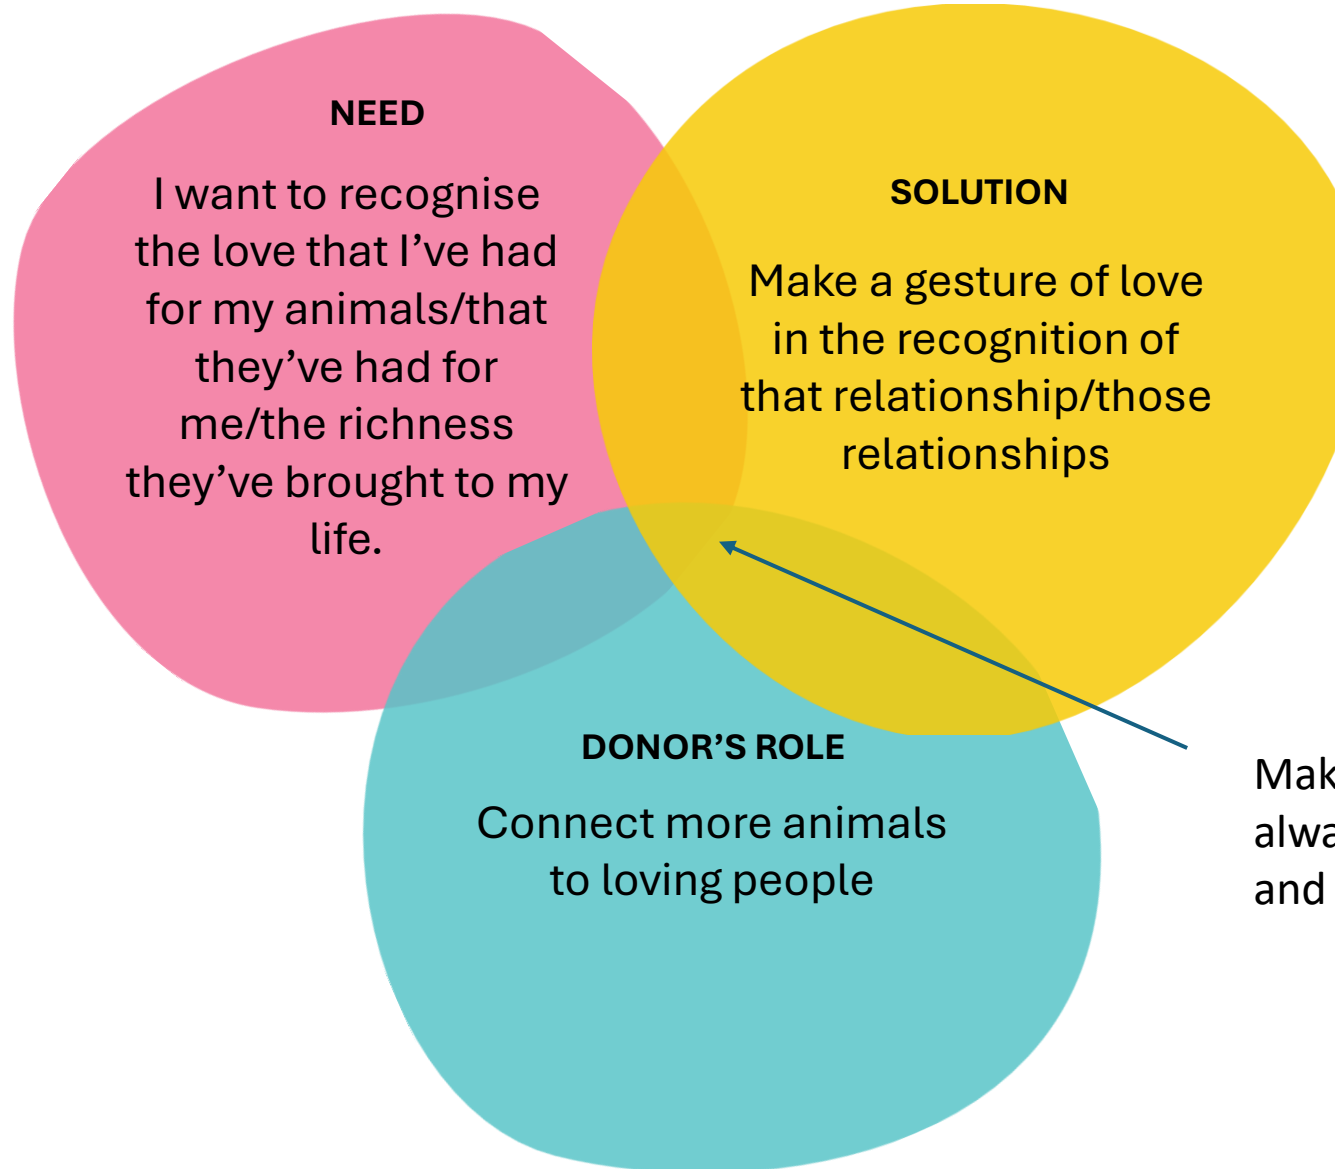 NEED
I want to recognise
the love that I’ve had
for my animals/that
they’ve had for
me/the richness
they’ve brought to my
life.
SOLUTION
Make a gesture of love
in the recognition of
that relationship/those
relationships
DONOR’S ROLE
Connect more animals
to loving people
and